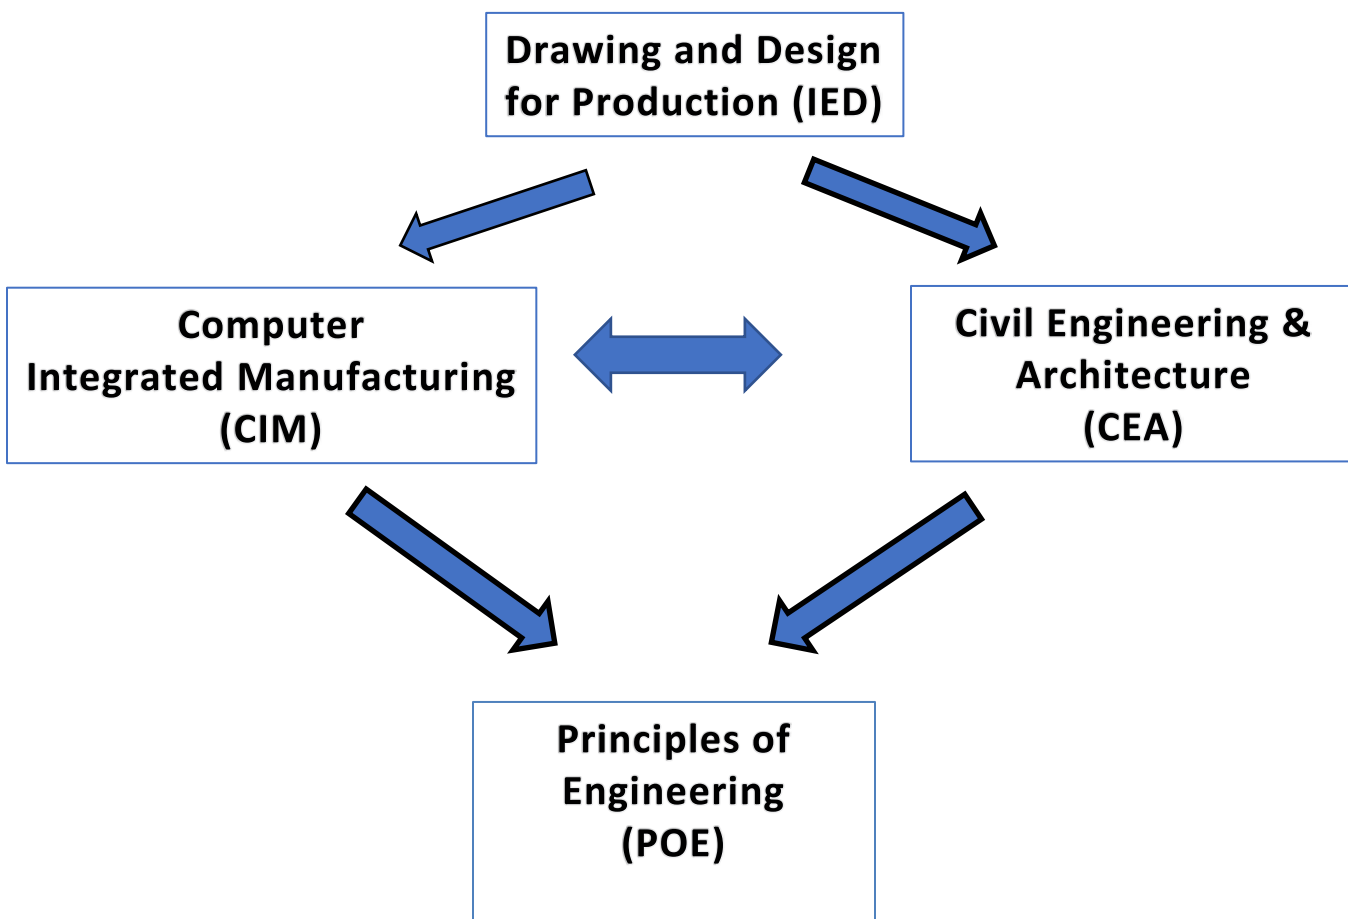 Drawing and Design
for Production (IED)
Computer
Integrated Manufacturing
(CIM)
Civil Engineering &
Architecture
(CEA)
Principles of
Engineering
(POE)